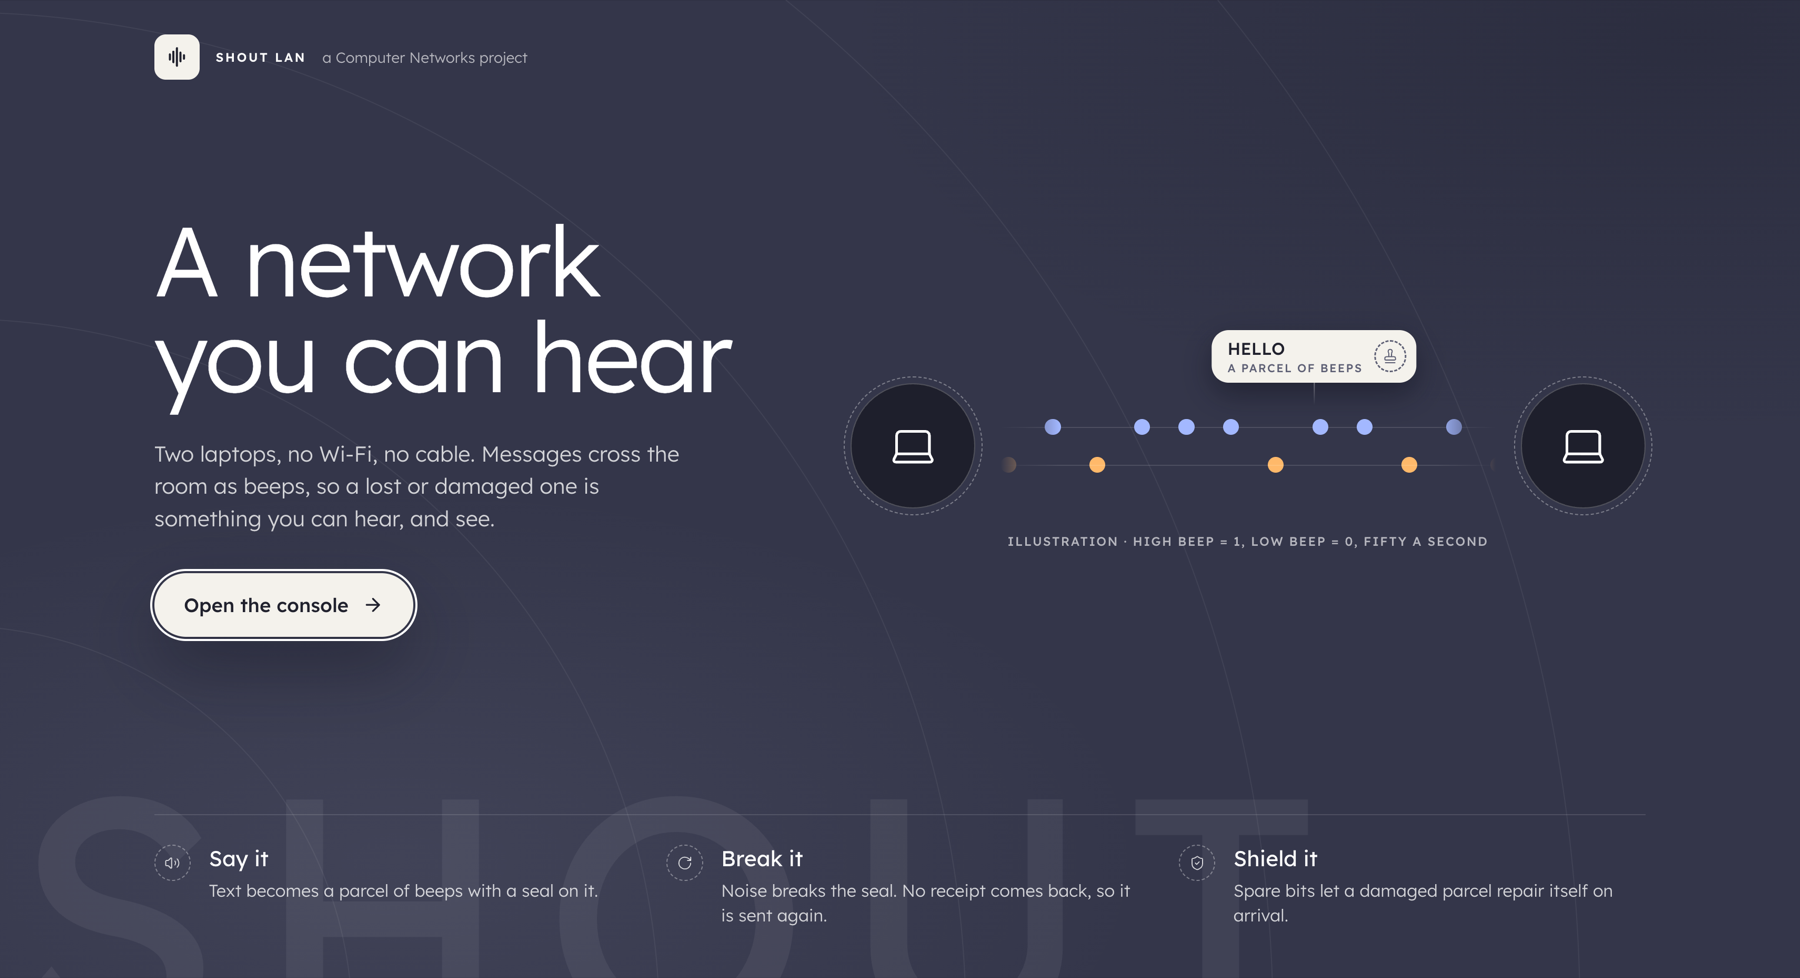 SHOUT LAN a Computer Networks project
A network
you can hear
Two laptops, no Wi-Fi, no cable. Messages cross the
room as beeps, so a lost or damaged one is
something you can hear, and see.
Open the console
HELLO
A PARCEL OF BEEPS
ILLUSTRATION · HIGH BEEP = 1, LOW BEEP = 0, FIFTY A SECOND
SHOUT
Say it
Text becomes a parcel of beeps with a seal on it.
Break it
Noise breaks the seal. No receipt comes back, so it
is sent again.
Shield it
Spare bits let a damaged parcel repair itself on
arrival.